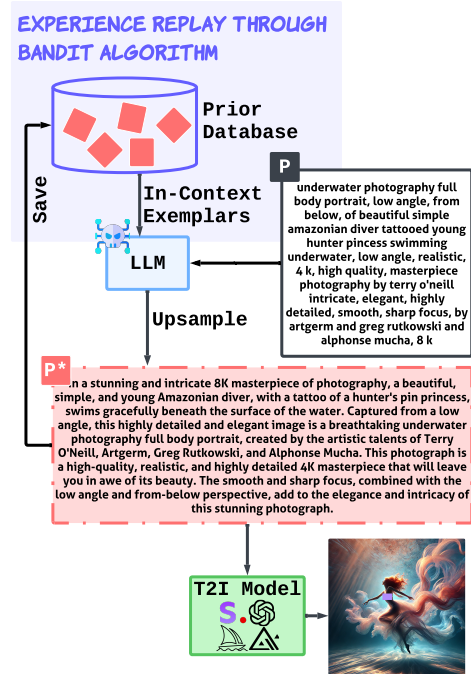 EXPERIENCE REPLAY THROUGH
BANDIT ALGORITHM
Prior
Database
Save
In-Context
Exemplars
LLM
P
underwater photography full
body portrait, low angle, from
below, of beautiful simple
amazonian diver tattooed young
hunter pincess swimming
underwater, low angle, realistic,
4 k, high quality, masterpiece
photography by terry o'neill
intricate, elegant, highly
detailed, smooth, sharp focus, by
artgerm and greg rutkowski and
alphonse mucha, 8 k
Upsample
P*
In a stunning and intricate 8K masterpiece of photography, a beautiful,
simple, and young Amazonian diver, with a tattoo of a hunter's pin princess,
swims gracefully beneath the surface of the water. Captured from a low
angle, this highly detailed and elegant image is a breathtaking underwater
photography full body portrait, created by the artistic talents of Terry
O'Neill, Artgerm, Greg Rutkowski, and Alphonse Mucha. This photograph is
a high-quality, realistic, and highly detailed 4K masterpiece that will leave
you in awe of its beauty. The smooth and sharp focus, combined with the
low angle and from-below perspective, add to the elegance and intricacy of
this stunning photograph.
T2I Model
S.